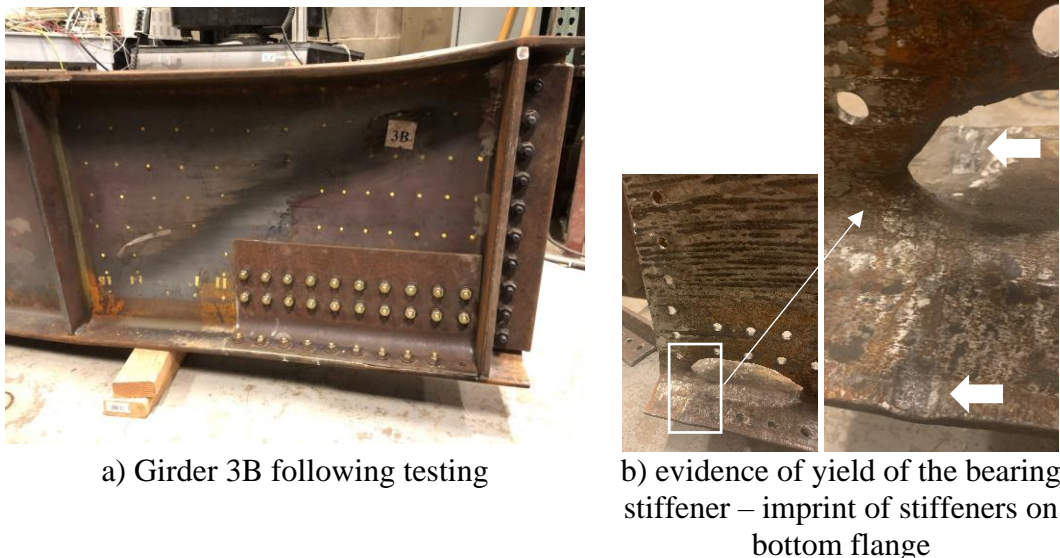 3B
a) Girder 3B following testing
b) evidence of yield of the bearing
stiffener – imprint of stiffeners on
bottom flange